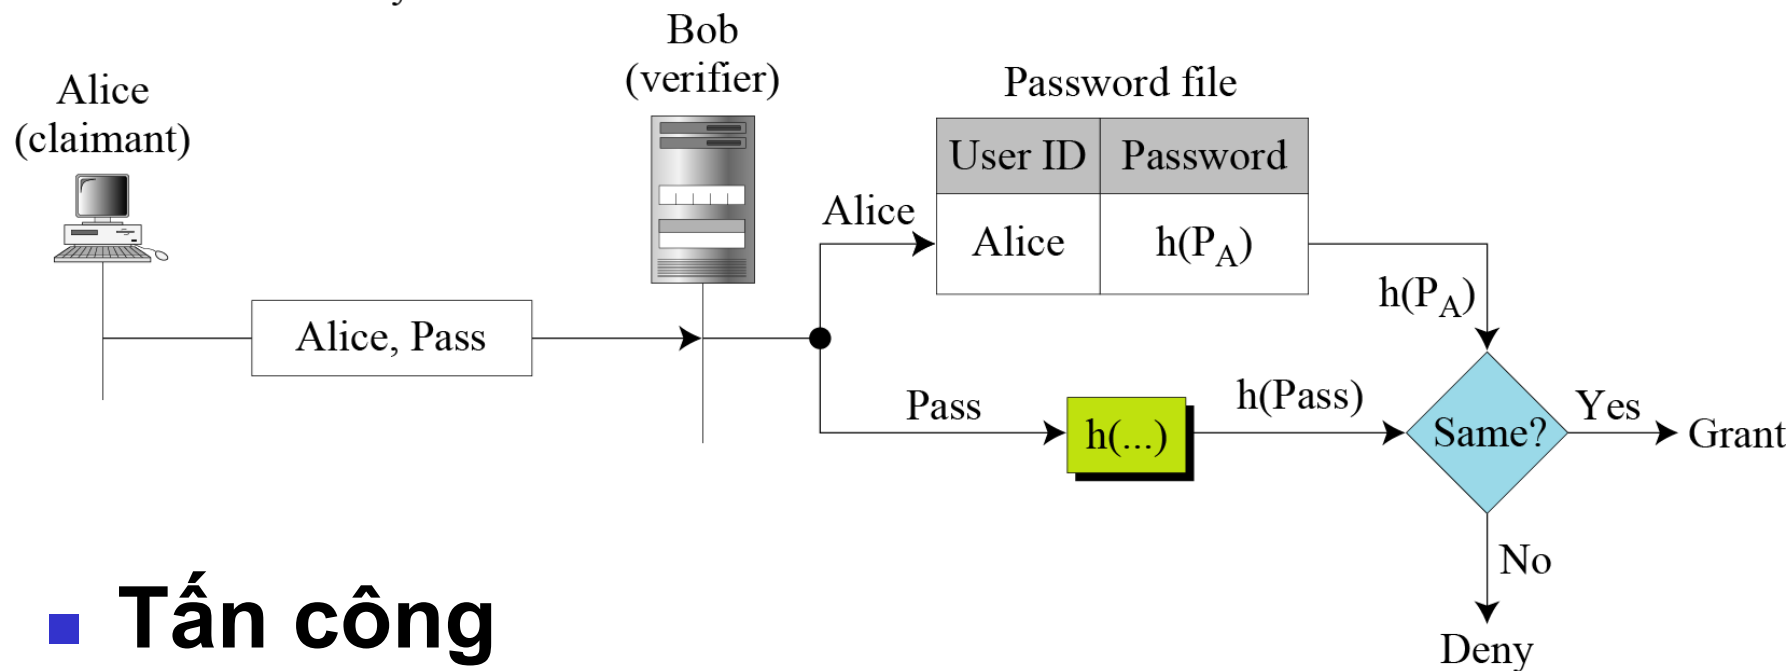 Bob
(verifier)
Alice
(claimant)
Password file
User ID Password
Alice
Alice h(PA)
h(PA)
Alice, Pass
Pass
h(...)
h(Pass)
Same?
Yes
Grant
No
Deny
Tấn công